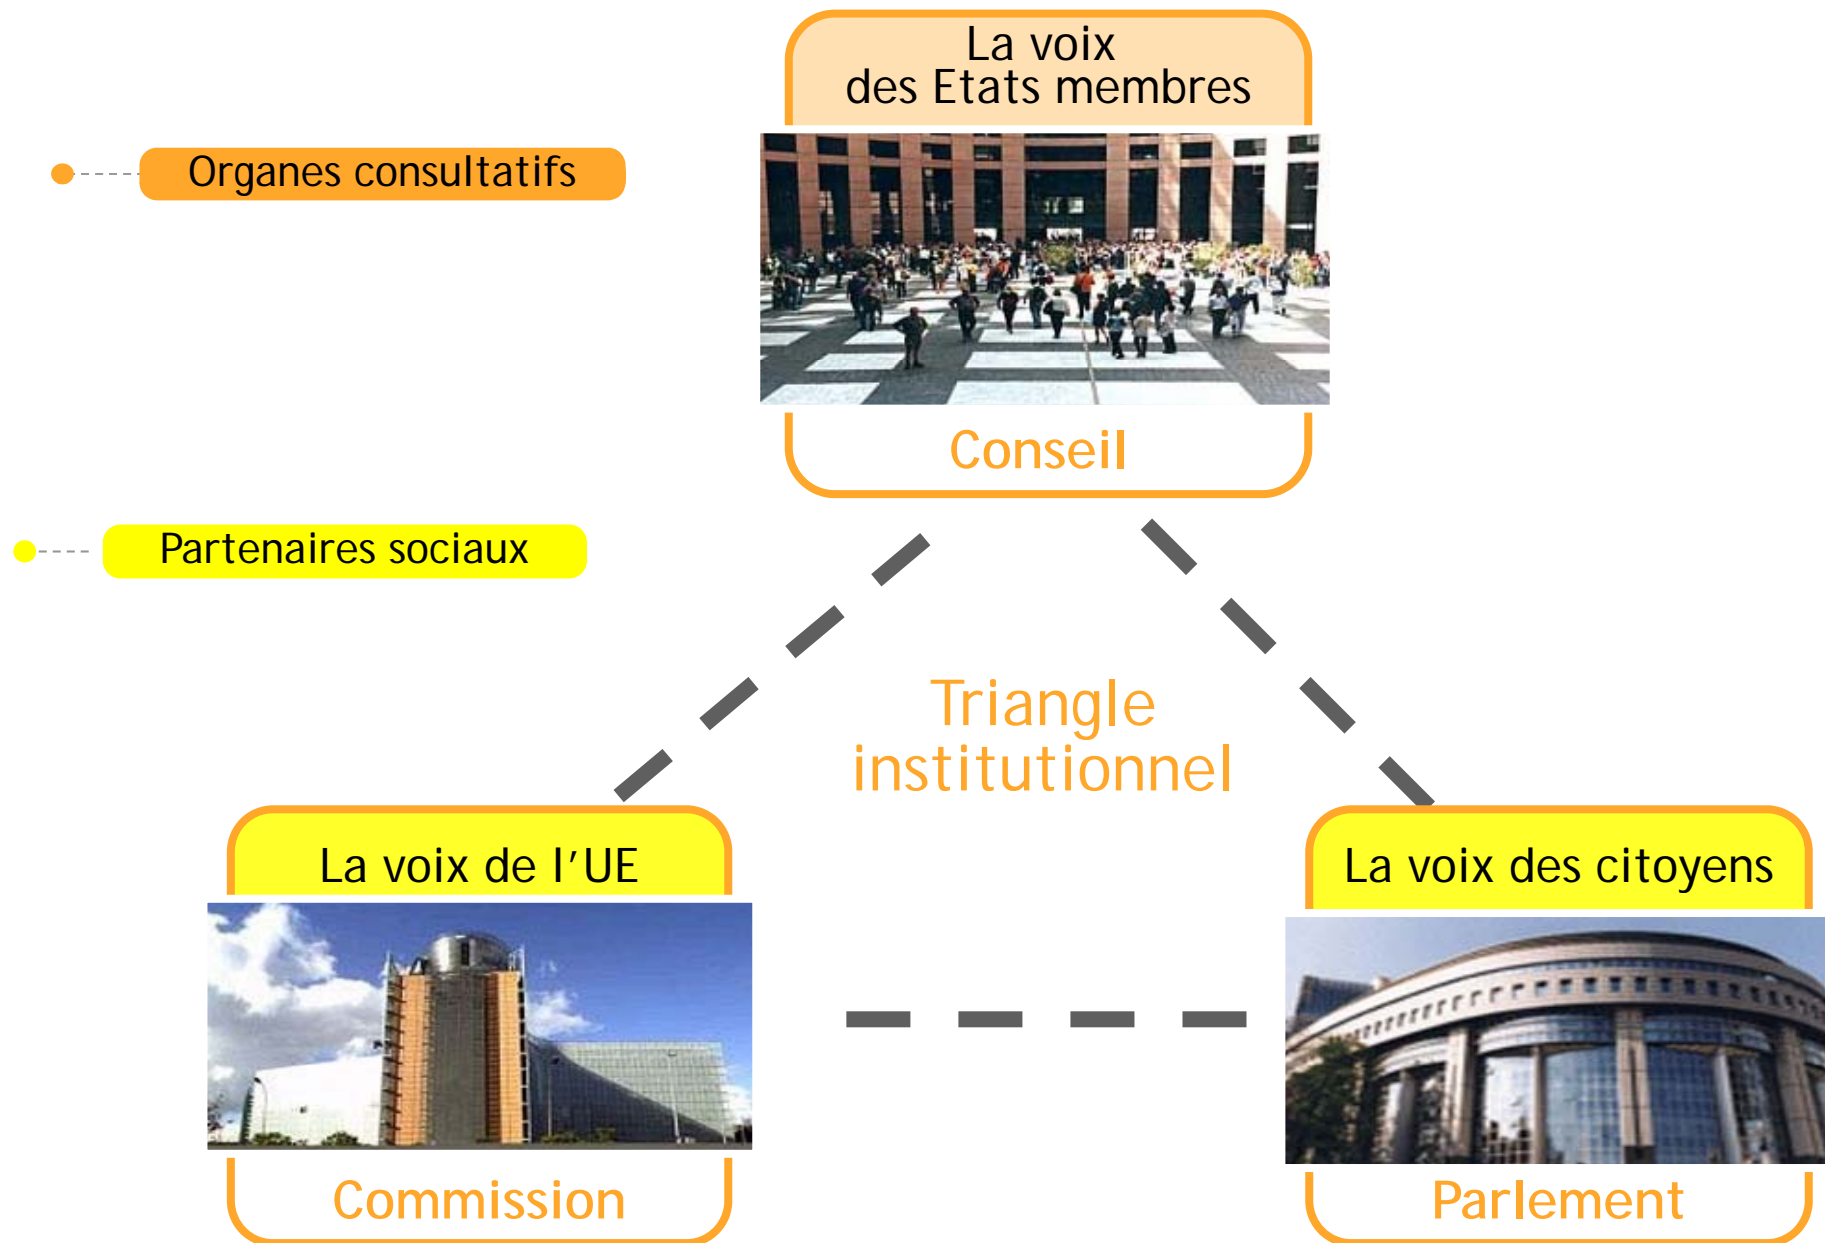 La voix
des Etats membres
Organes consultatifs
Conseil
Partenaires sociaux
Triangle
institutionnel
La voix de l'UE
La voix des citoyens
Commission
Parlement